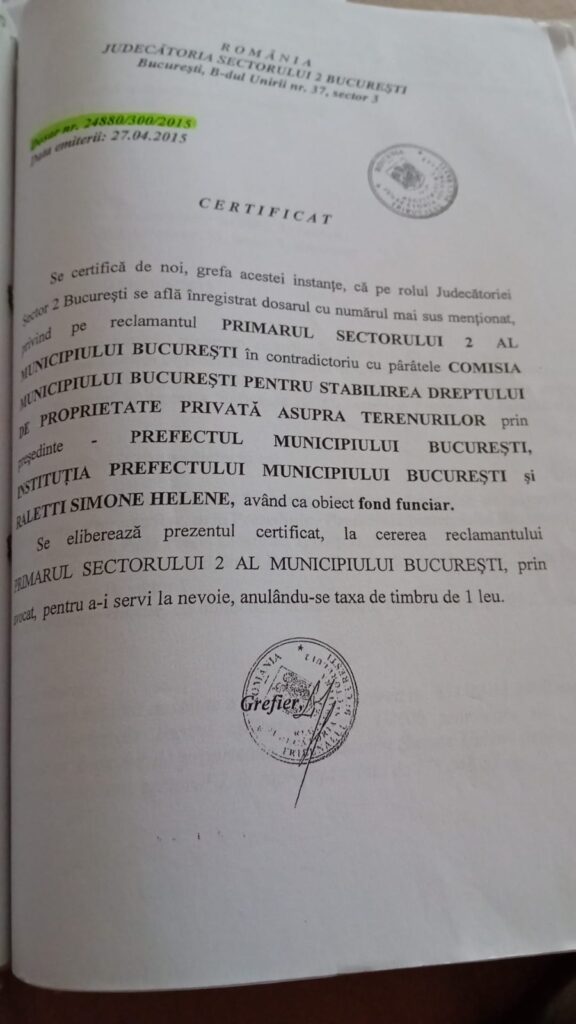 ROMÂNIA
JUDECĂTORIA SECTORULUI 2 BUCUREŞTI
Bucureşti, B-dul Unirii nr. 37, sector 3
Dosar nr. 24880/300/2015
Data emiterii: 27.04.2015
CERTIFICAT
Se certifică de noi, grefa acestei instanţe, că pe rolul Judecătoriei
Sector 2 Bucureşti se află înregistrat dosarul cu numărul mai sus menţionat,
privind pe reclamantul PRIMARUL SECTORULUI 2 AL
MUNICIPIULUI BUCUREŞTI în contradictoriu cu pârâtele COMISIA
MUNICIPIULUI BUCUREŞTI PENTRU STABILIREA DREPTULUI
DE PROPRIETATE PRIVATĂ ASUPRA TERENURILOR prin
preşedinte - PREFECTUL MUNICIPIULUI BUCUREŞTI,
INSTITUŢIA PREFECTULUI MUNICIPIULUI BUCUREŞTI şi
RALETTI SIMONE HELENE, având ca obiect fond funciar.
Se eliberează prezentul certificat, la cererea reclamantului
PRIMARUL SECTORULUI 2 AL MUNICIPIULUI BUCUREŞTI, prin
avocat, pentru a-i servi la nevoie, anulându-se taxa de timbru de 1 leu.
ROMANIA
Grefier,